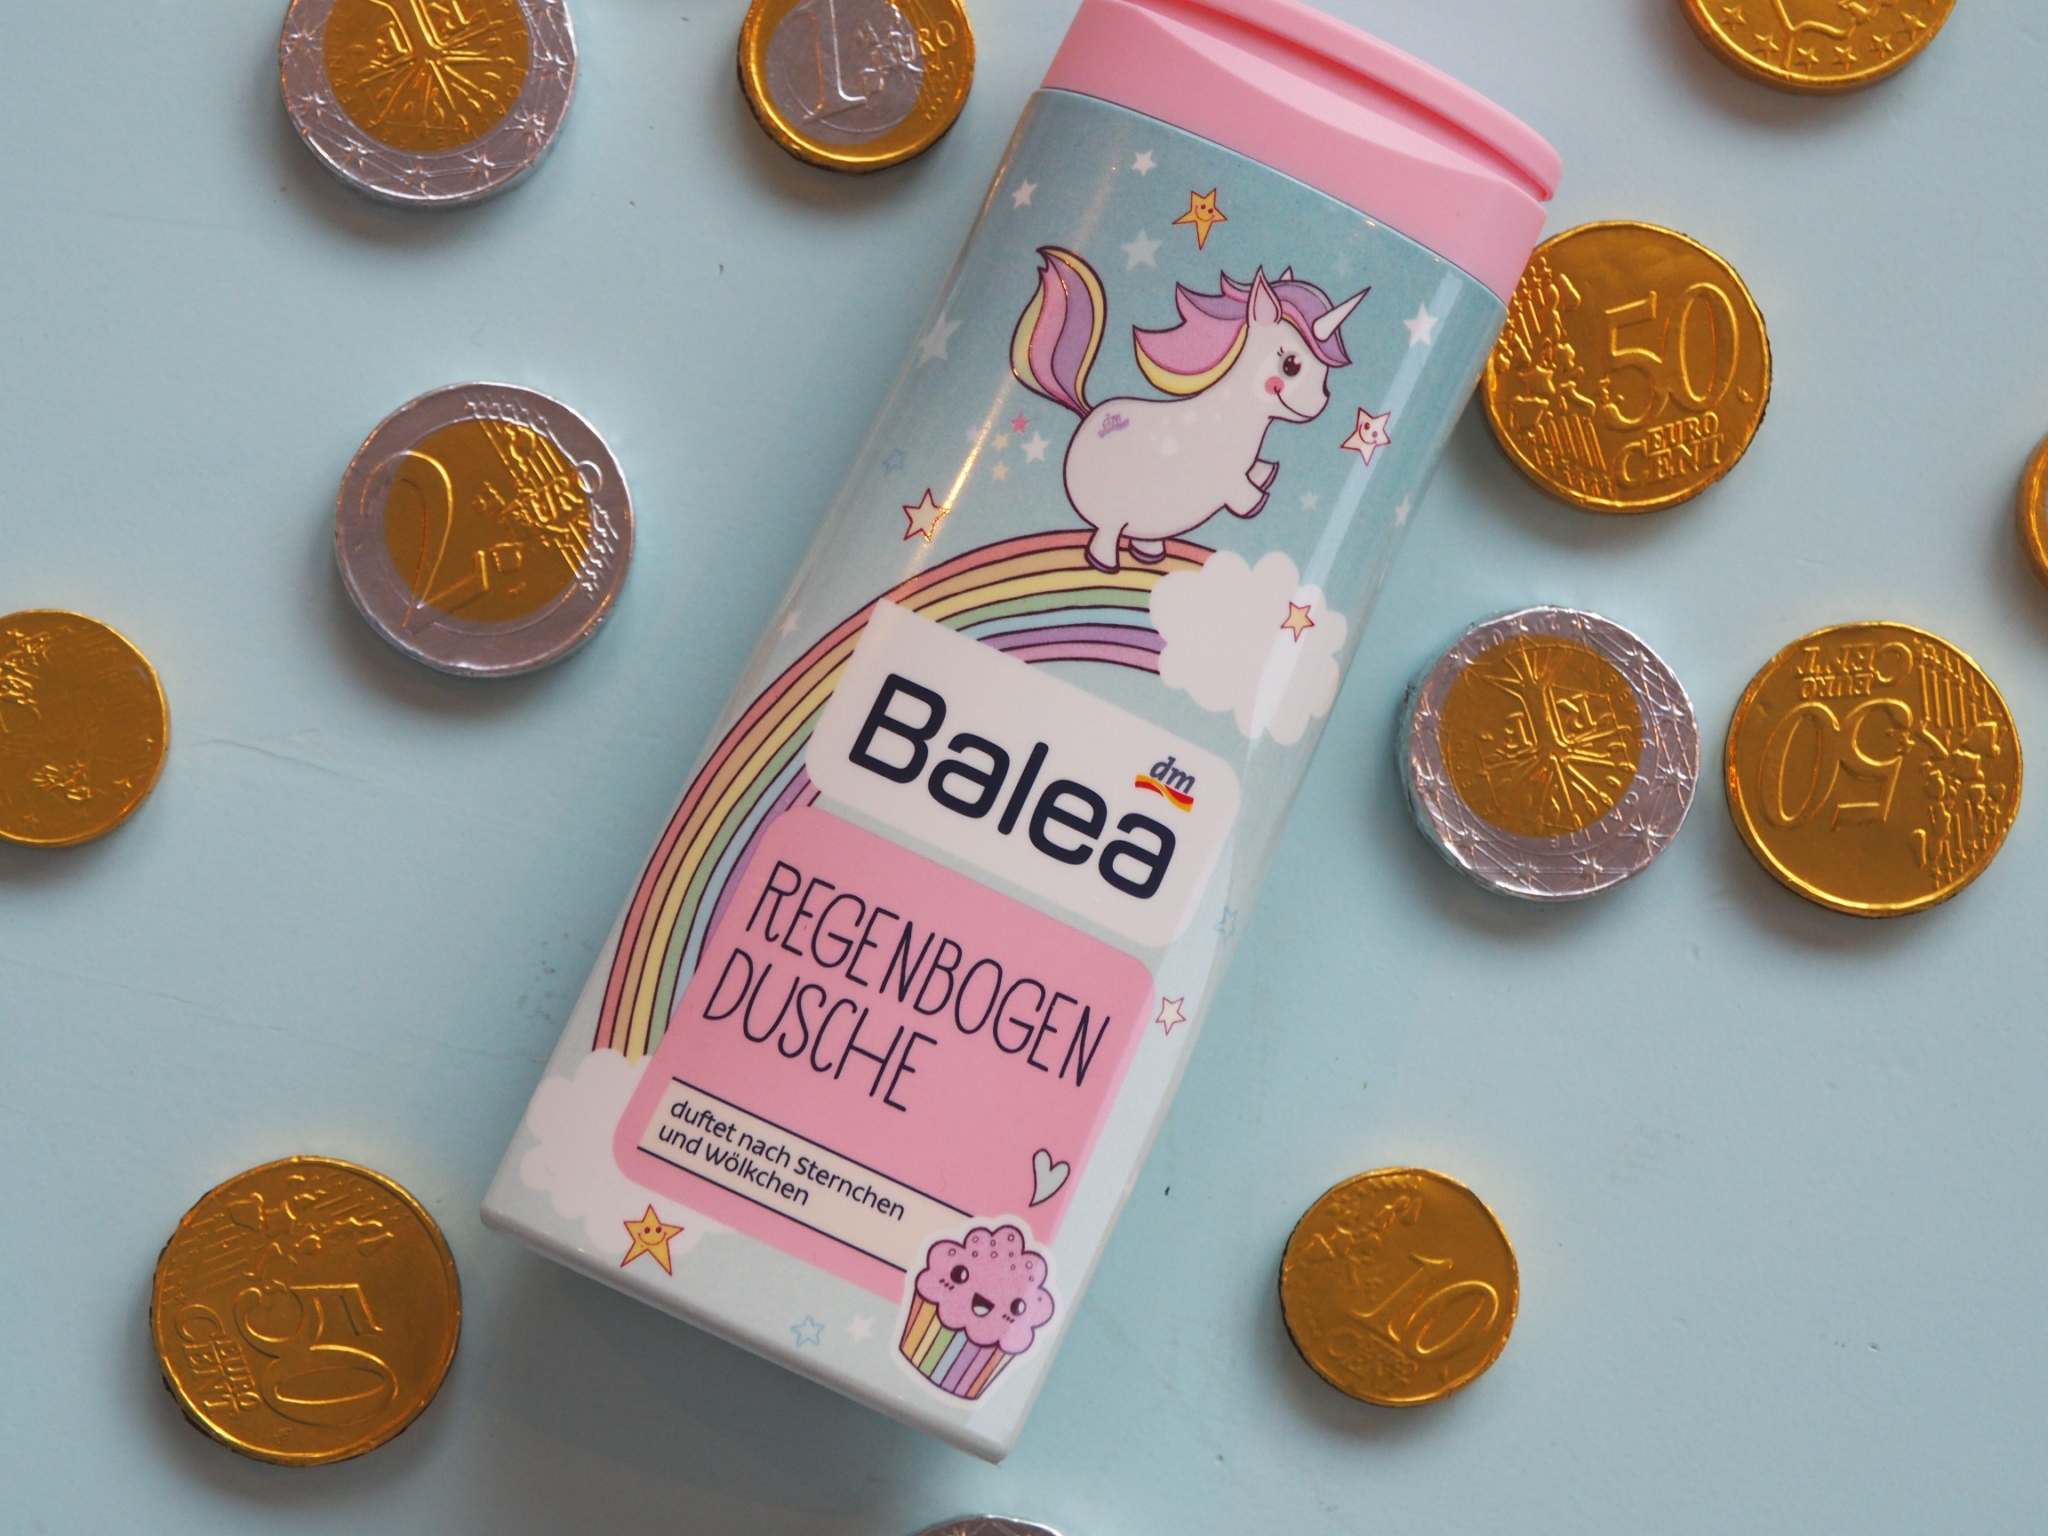 1
EURO
50
EURO
CENT
2
EURO
dm
Balea
dm
50
EURO
CENT
REGENBOGEN
DUSCHE
duftet nach Sternchen
und Wölkchen
10
50
EURO
CENT